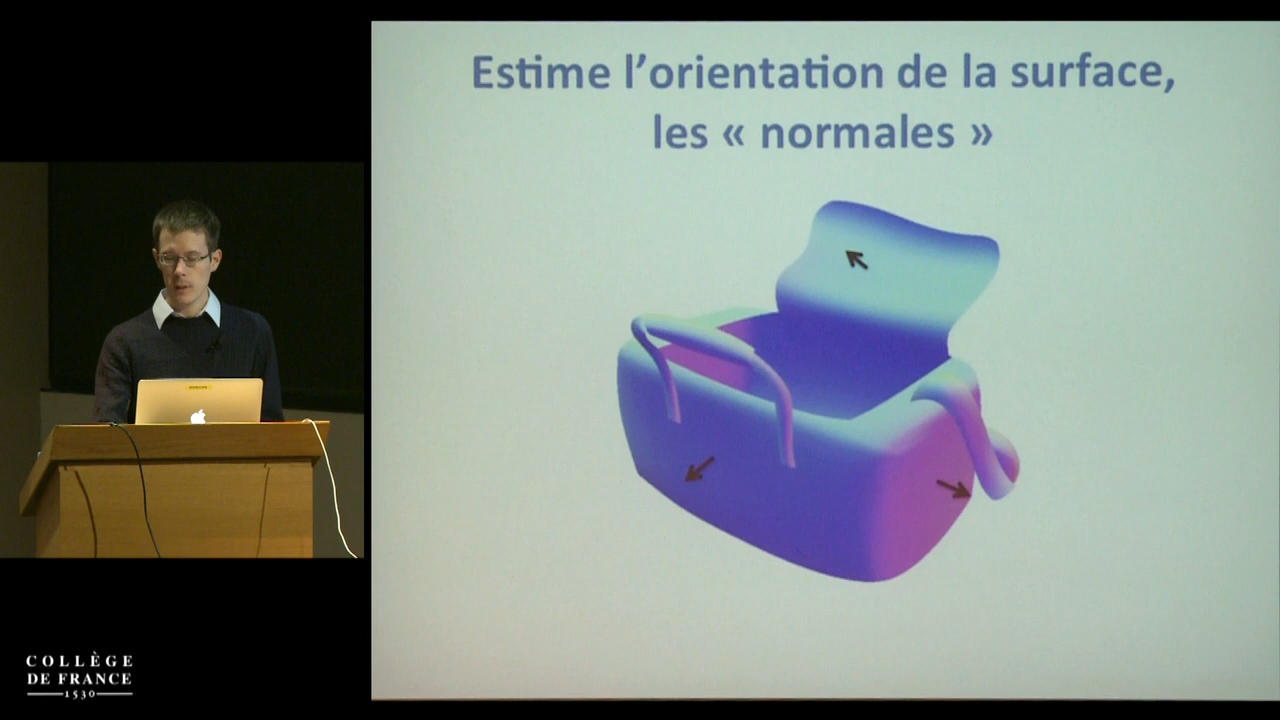 Estime l'orientation de la surface,
les « normales »
COLLÈGE
DE FRANCE
1530